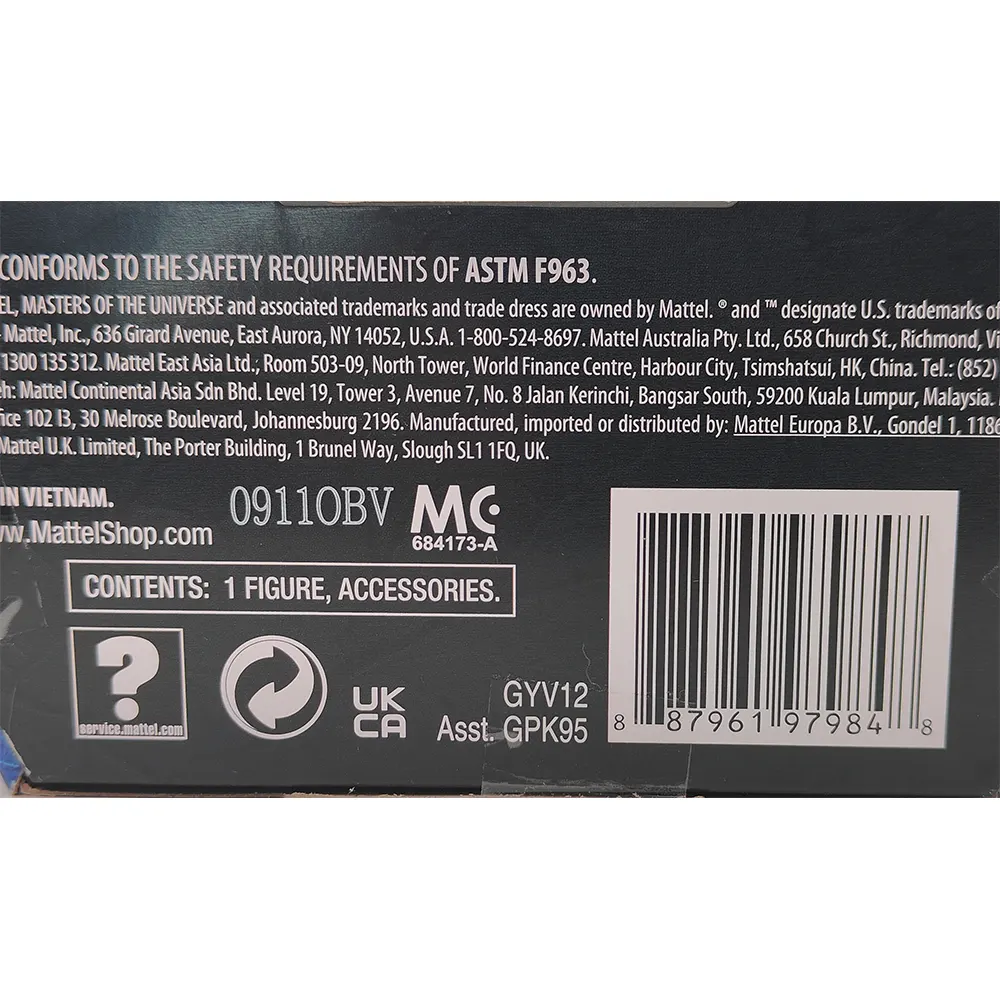 CONFORMS TO THE SAFETY REQUIREMENTS OF ASTM F963.
EL, MASTERS OF THE UNIVERSE and associated trademarks and trade dress are owned by Mattel. ® and ™ designate U.S. trademarks of
- Mattel, Inc., 636 Girard Avenue, East Aurora, NY 14052, U.S.A. 1-800-524-8697. Mattel Australia Pty. Ltd., 658 Church St., Richmond, Vi
1300 135 312. Mattel East Asia Ltd.; Room 503-09, North Tower, World Finance Centre, Harbour City, Tsimshatsui, HK, China. Tel.: (852)
eh: Mattel Continental Asia Sdn Bhd. Level 19, Tower 3, Avenue 7, No. 8 Jalan Kerinchi, Bangsar South, 59200 Kuala Lumpur, Malaysia.
fice 102 I3, 30 Melrose Boulevard, Johannesburg 2196. Manufactured, imported or distributed by: Mattel Europa B.V., Gondel 1, 1186
Mattel U.K. Limited, The Porter Building, 1 Brunel Way, Slough SL1 1FQ, UK.
IN VIETNAM.
09110BV
MC
684173-A
w.MattelShop.com
CONTENTS: 1 FIGURE, ACCESSORIES.
?
service.mattel.com
UK
CA
GYV12
Asst. GPK95
8 87961 97984 8